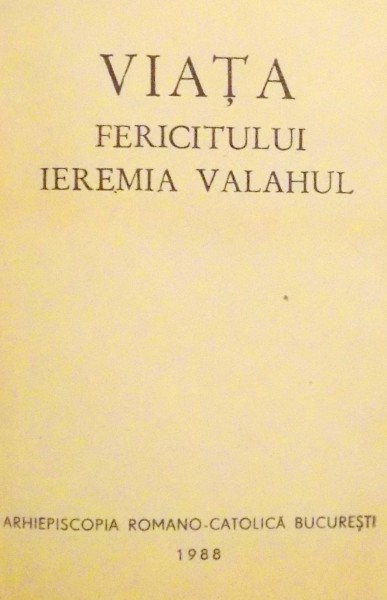 VIAȚA
FERICITULUI
IEREMIA VALAHUL
ARHIEPISCOPIA ROMANO-CATOLICĂ BUCUREȘTI
1988